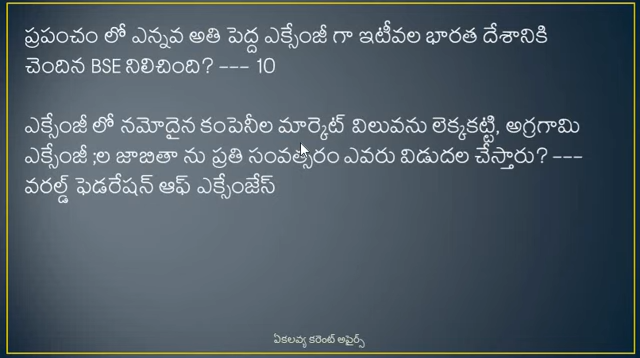 ప్రపంచం లో ఎన్నవ అతి పెద్ద ఎక్సేంజీ గా ఇటీవల భారత దేశానికి
చెందిన BSE నిలిచింది? --- 10
ఎక్సేంజీ లో నమోదైన కంపెనీల మార్కెట్ విలువను లెక్కకట్టి, అగ్రగామి
ఎక్సేంజీ ;ల జాబితా ను ప్రతి సంవత్సరం ఎవరు విడుదల చేస్తారు? ---
వరల్డ్ ఫెడరేషన్ ఆఫ్ ఎక్సేంజేస్
ఏకలవ్య కరెంట్ అఫైర్స్